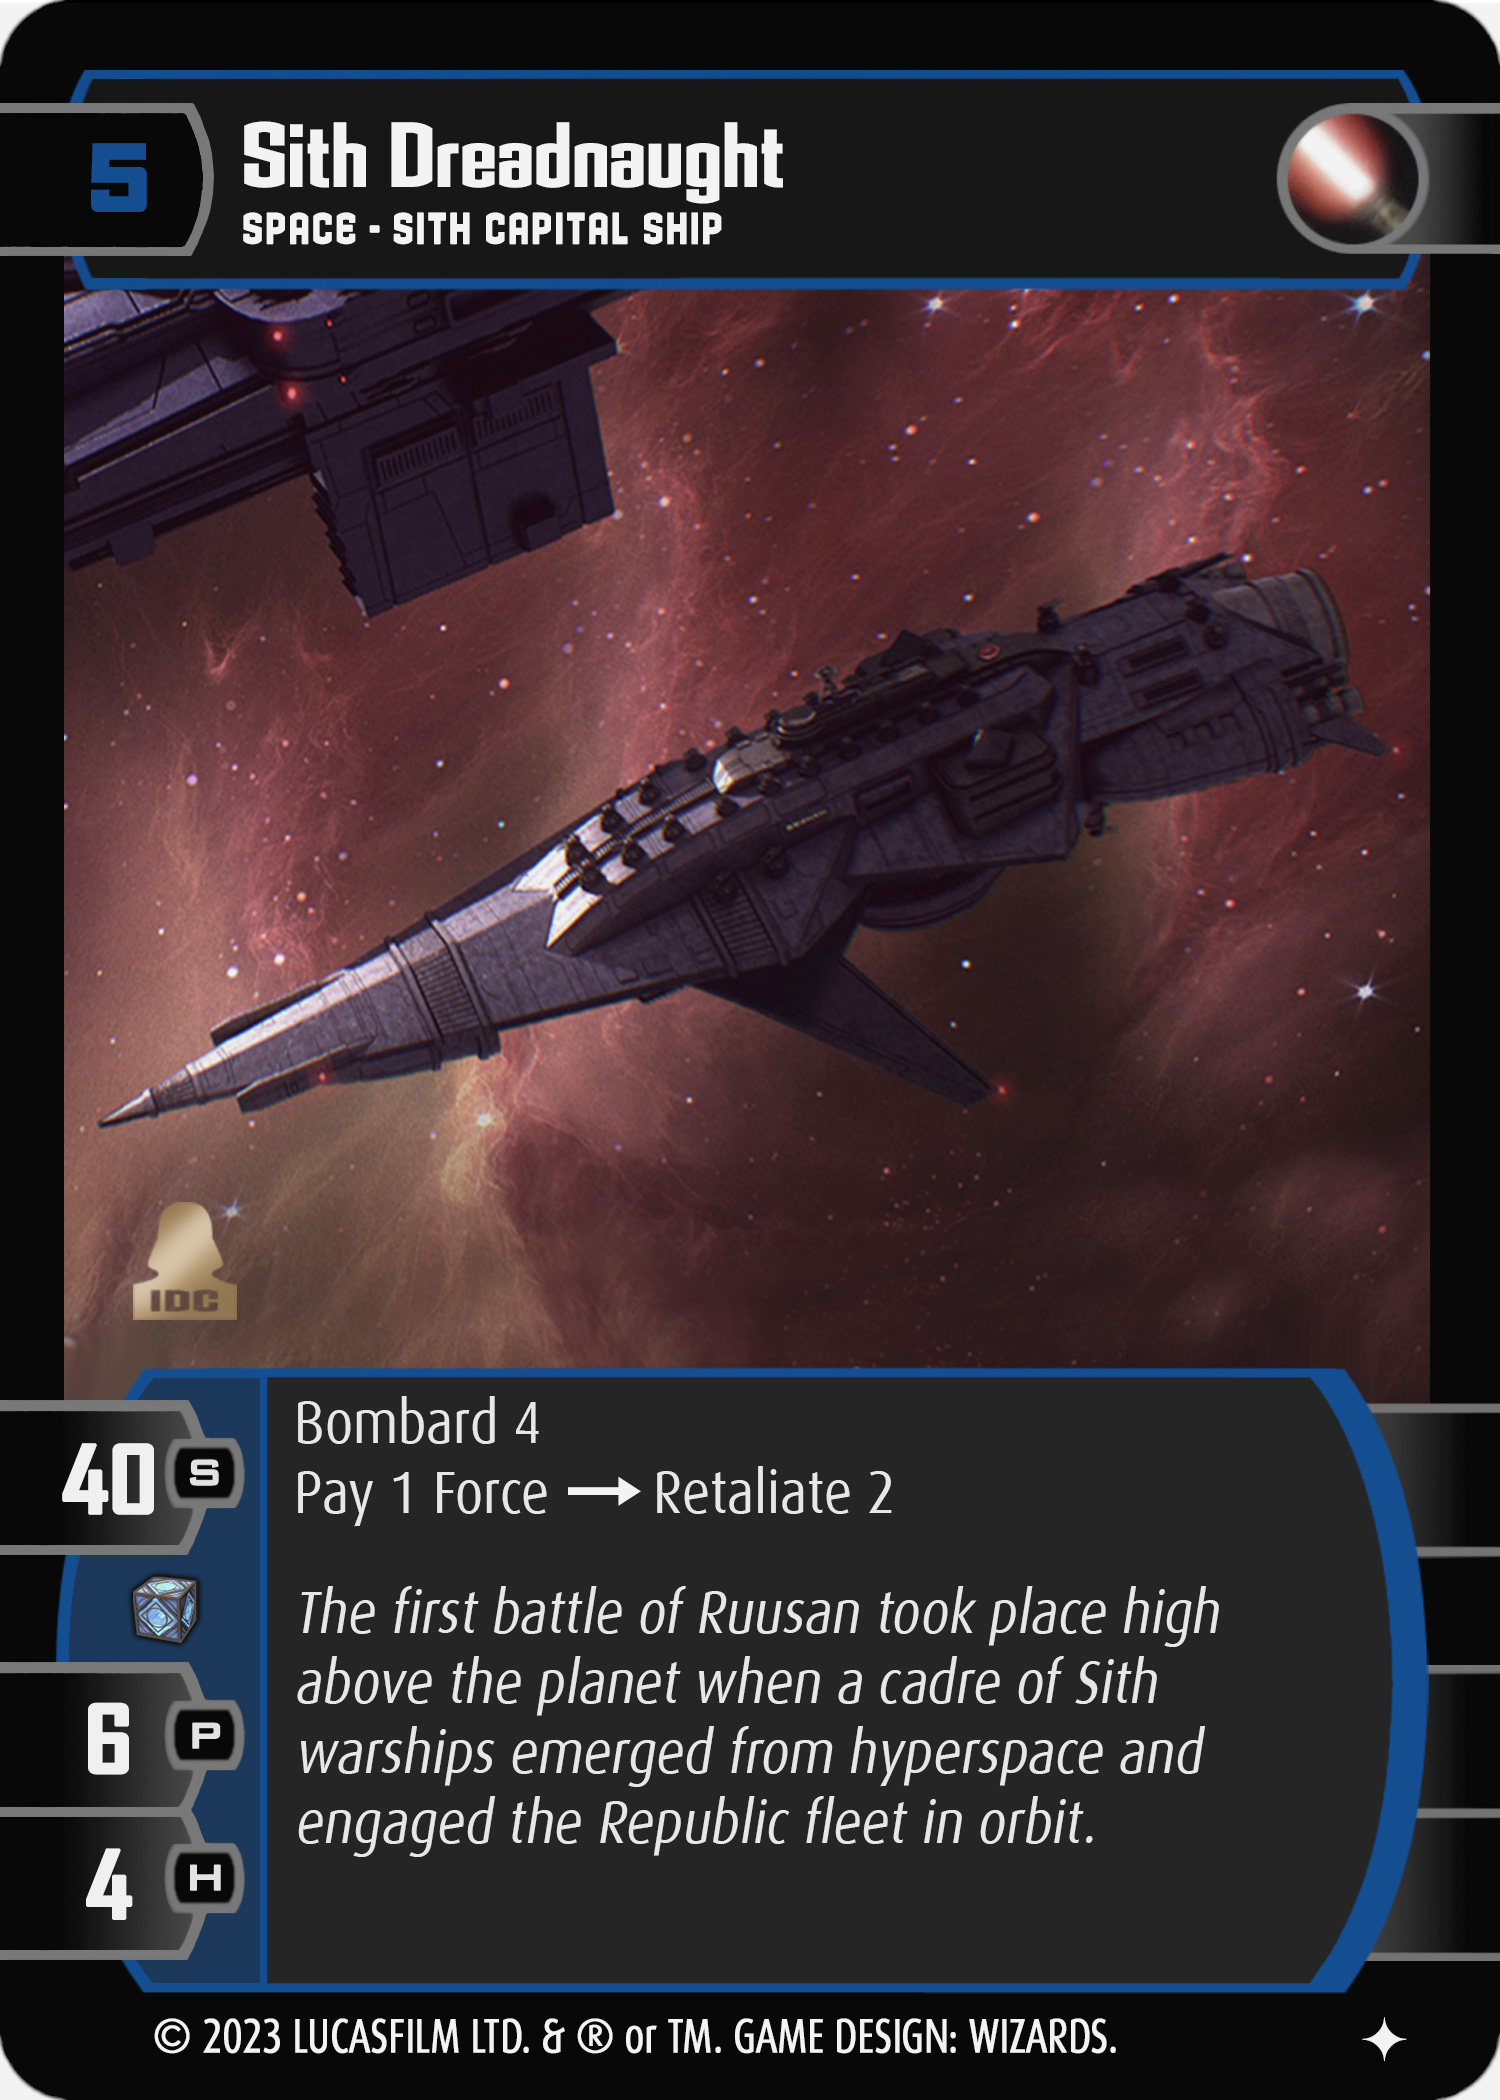 5
Sith Dreadnaught
SPACE - SITH CAPITAL SHIP
IDC
40 S
Bombard 4
Pay 1 Force → Retaliate 2
6 P
4 H
The first battle of Ruusan took place high
above the planet when a cadre of Sith
warships emerged from hyperspace and
engaged the Republic fleet in orbit.
© 2023 LUCASFILM LTD. & ® or TM. GAME DESIGN: WIZARDS.